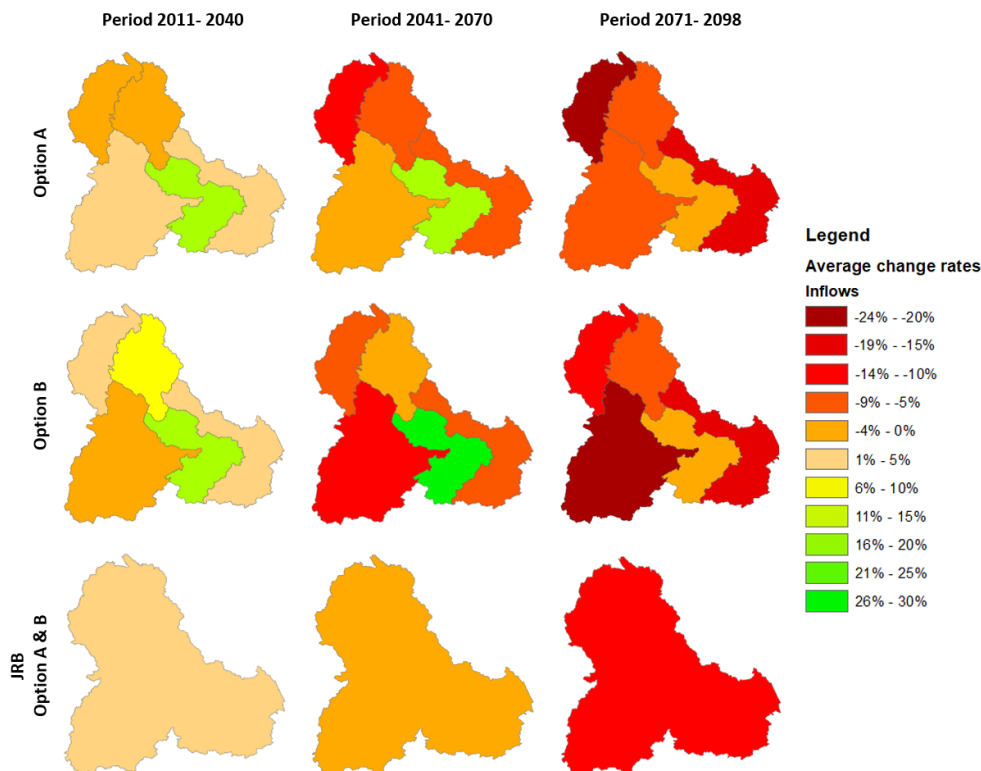 Period 2011- 2040
Period 2041- 2070
Period 2071- 2098
Option A
Option B
JRB
Option A & B
Legend
Average change rates
Inflows
-24% - -20%
-19% - -15%
-14% - -10%
-9% - -5%
-4% - 0%
1% - 5%
6% - 10%
11% - 15%
16% - 20%
21% - 25%
26% - 30%